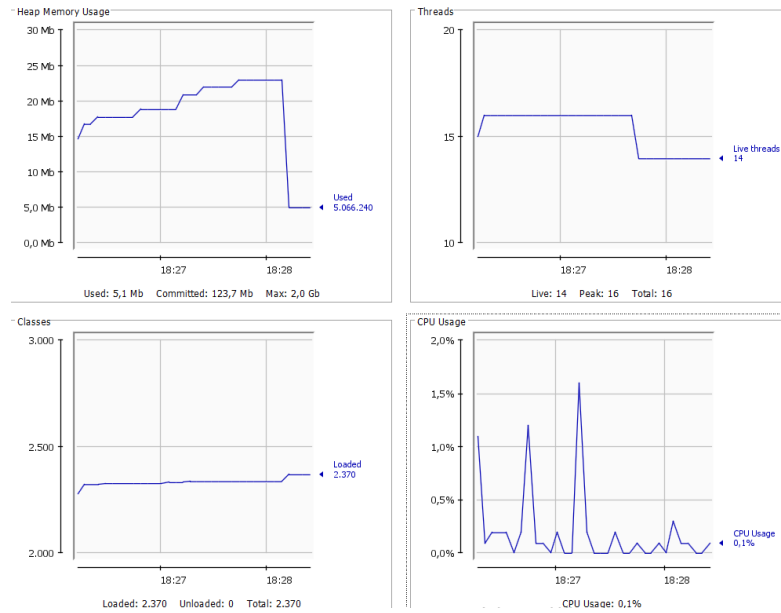 Heap Memory Usage
30 Mb
25 Mb
20 Mb
15 Mb
10 Mb
5,0 Mb
0,0 Mb
18:27
18:28
Used
5.066.240
Used: 5,1 Mb Committed: 123,7 Mb Max: 2,0 Gb
Threads
20
15
10
18:27
18:28
Live threads
14
Live: 14 Peak: 16 Total: 16
Classes
3.000
2.500
2.000
18:27
18:28
Loaded
2.370
Loaded: 2.370 Unloaded: 0 Total: 2.370
CPU Usage
2,0%
1,5%
1,0%
0,5%
0,0%
18:27
18:28
CPU Usage
0,1%
CPU Usage: 0,1%